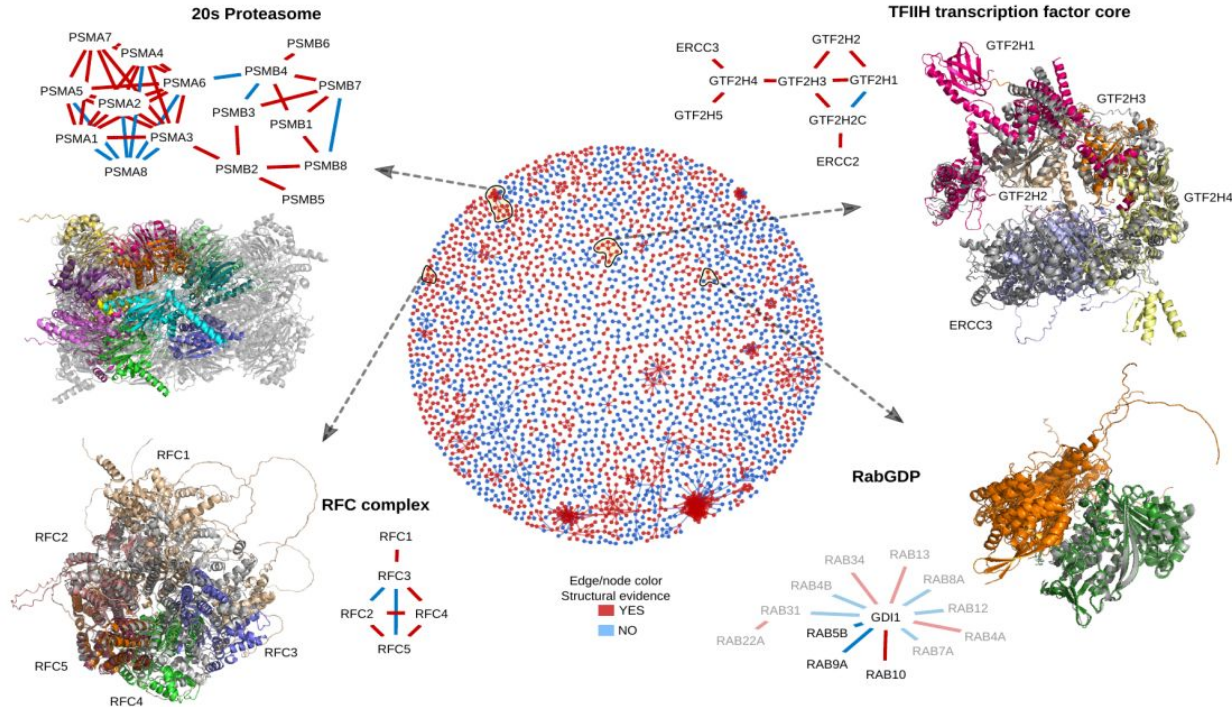 20s Proteasome
PSMA7
PSMA4
PSMB6
PSMB4
PSMA6
PSMB7
PSMA5
PSMA2
PSMB3
PSMB1
PSMA1
PSMA3
PSMA8
PSMB2
PSMB8
PSMB5
TFIIH transcription factor core
ERCC3
GTF2H2
GTF2H4
GTF2H3
GTF2H1
GTF2H5
GTF2H2C
ERCC2
GTF2H1
GTF2H3
GTF2H2
GTF2H4
ERCC3
RFC1
RFC2
RFC5
RFC4
RFC3
RFC complex
RFC1
RFC3
RFC2
RFC4
RFC5
Edge/node color
Structural evidence
YES
NO
RabGDP
RAB34
RAB13
RAB4B
RAB8A
RAB31
GDI1
RAB12
RAB22A
RAB5B
RAB4A
RAB9A
RAB7A
RAB10